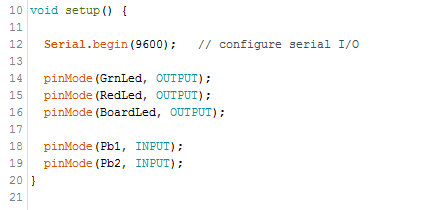 10 void setup() {
11
12   Serial.begin(9600);   // configure serial I/O
13
14   pinMode(GrnLed, OUTPUT);
15   pinMode(RedLed, OUTPUT);
16   pinMode(BoardLed, OUTPUT);
17
18   pinMode(Pb1, INPUT);
19   pinMode(Pb2, INPUT);
20 }
21